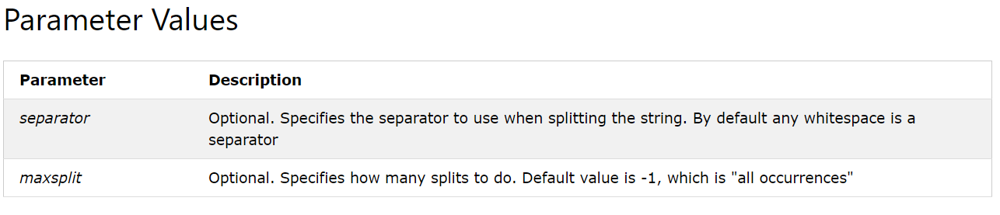 Parameter Values
Parameter Description
separator Optional. Specifies the separator to use when splitting the string. By default any whitespace is a
separator
maxsplit Optional. Specifies how many splits to do. Default value is -1, which is "all occurrences"